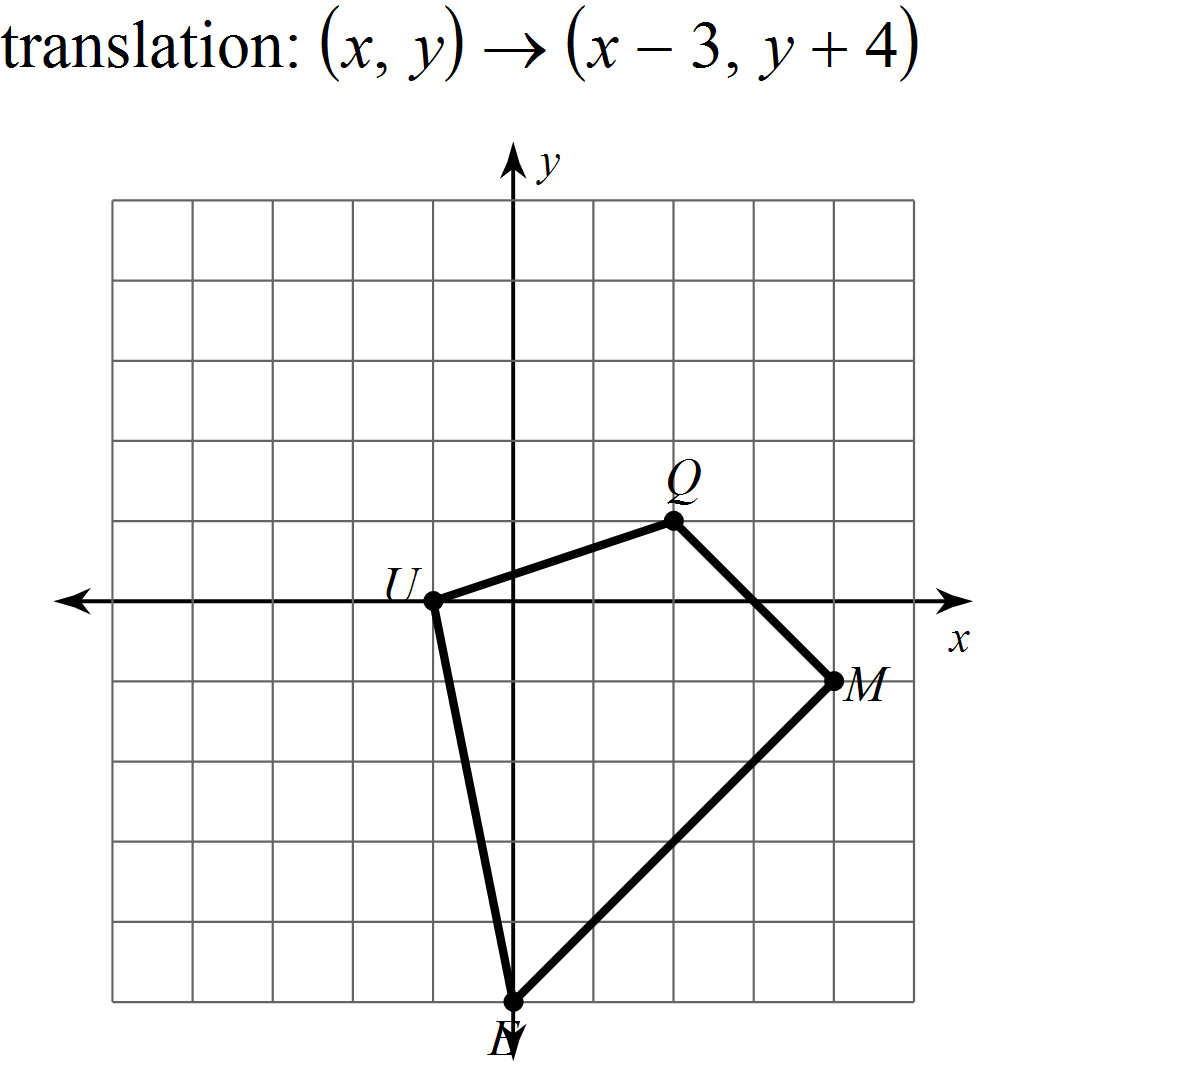 translation: (x, y) → (x − 3, y + 4)
y
Q
U
x
M
E